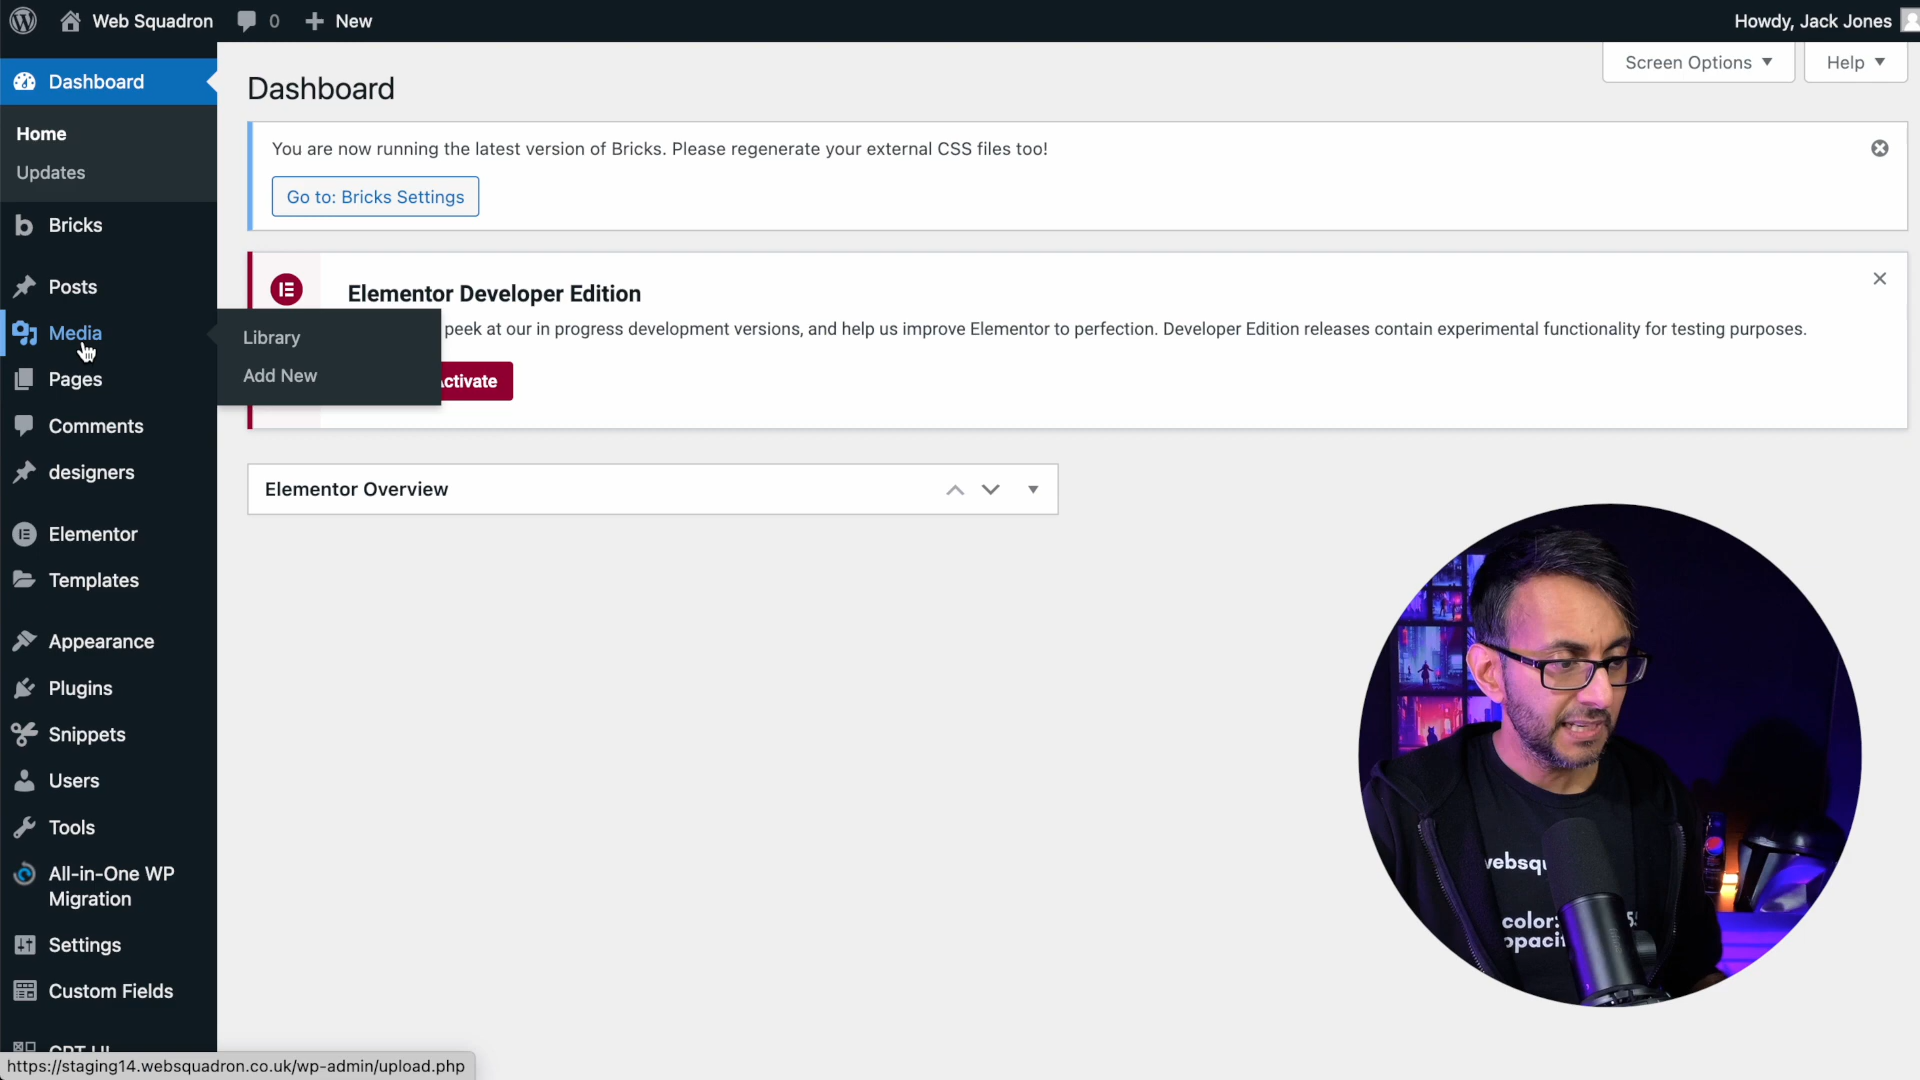 Web Squadron
0
New
Howdy, Jack Jones
Screen Options
Help
Dashboard
Home
Updates
Bricks
Posts
Media
Pages
Comments
designers
Elementor
Templates
Appearance
Plugins
Snippets
Users
Tools
All-in-One WP
Migration
Settings
Custom Fields
Library
Add New
Dashboard
You are now running the latest version of Bricks. Please regenerate your external CSS files too!
Go to: Bricks Settings
Elementor Developer Edition
peek at our in progress development versions, and help us improve Elementor to perfection. Developer Edition releases contain experimental functionality for testing purposes.
ctivate
Elementor Overview
websqu
color:
opacit
https://staging14.websquadron.co.uk/wp-admin/upload.php